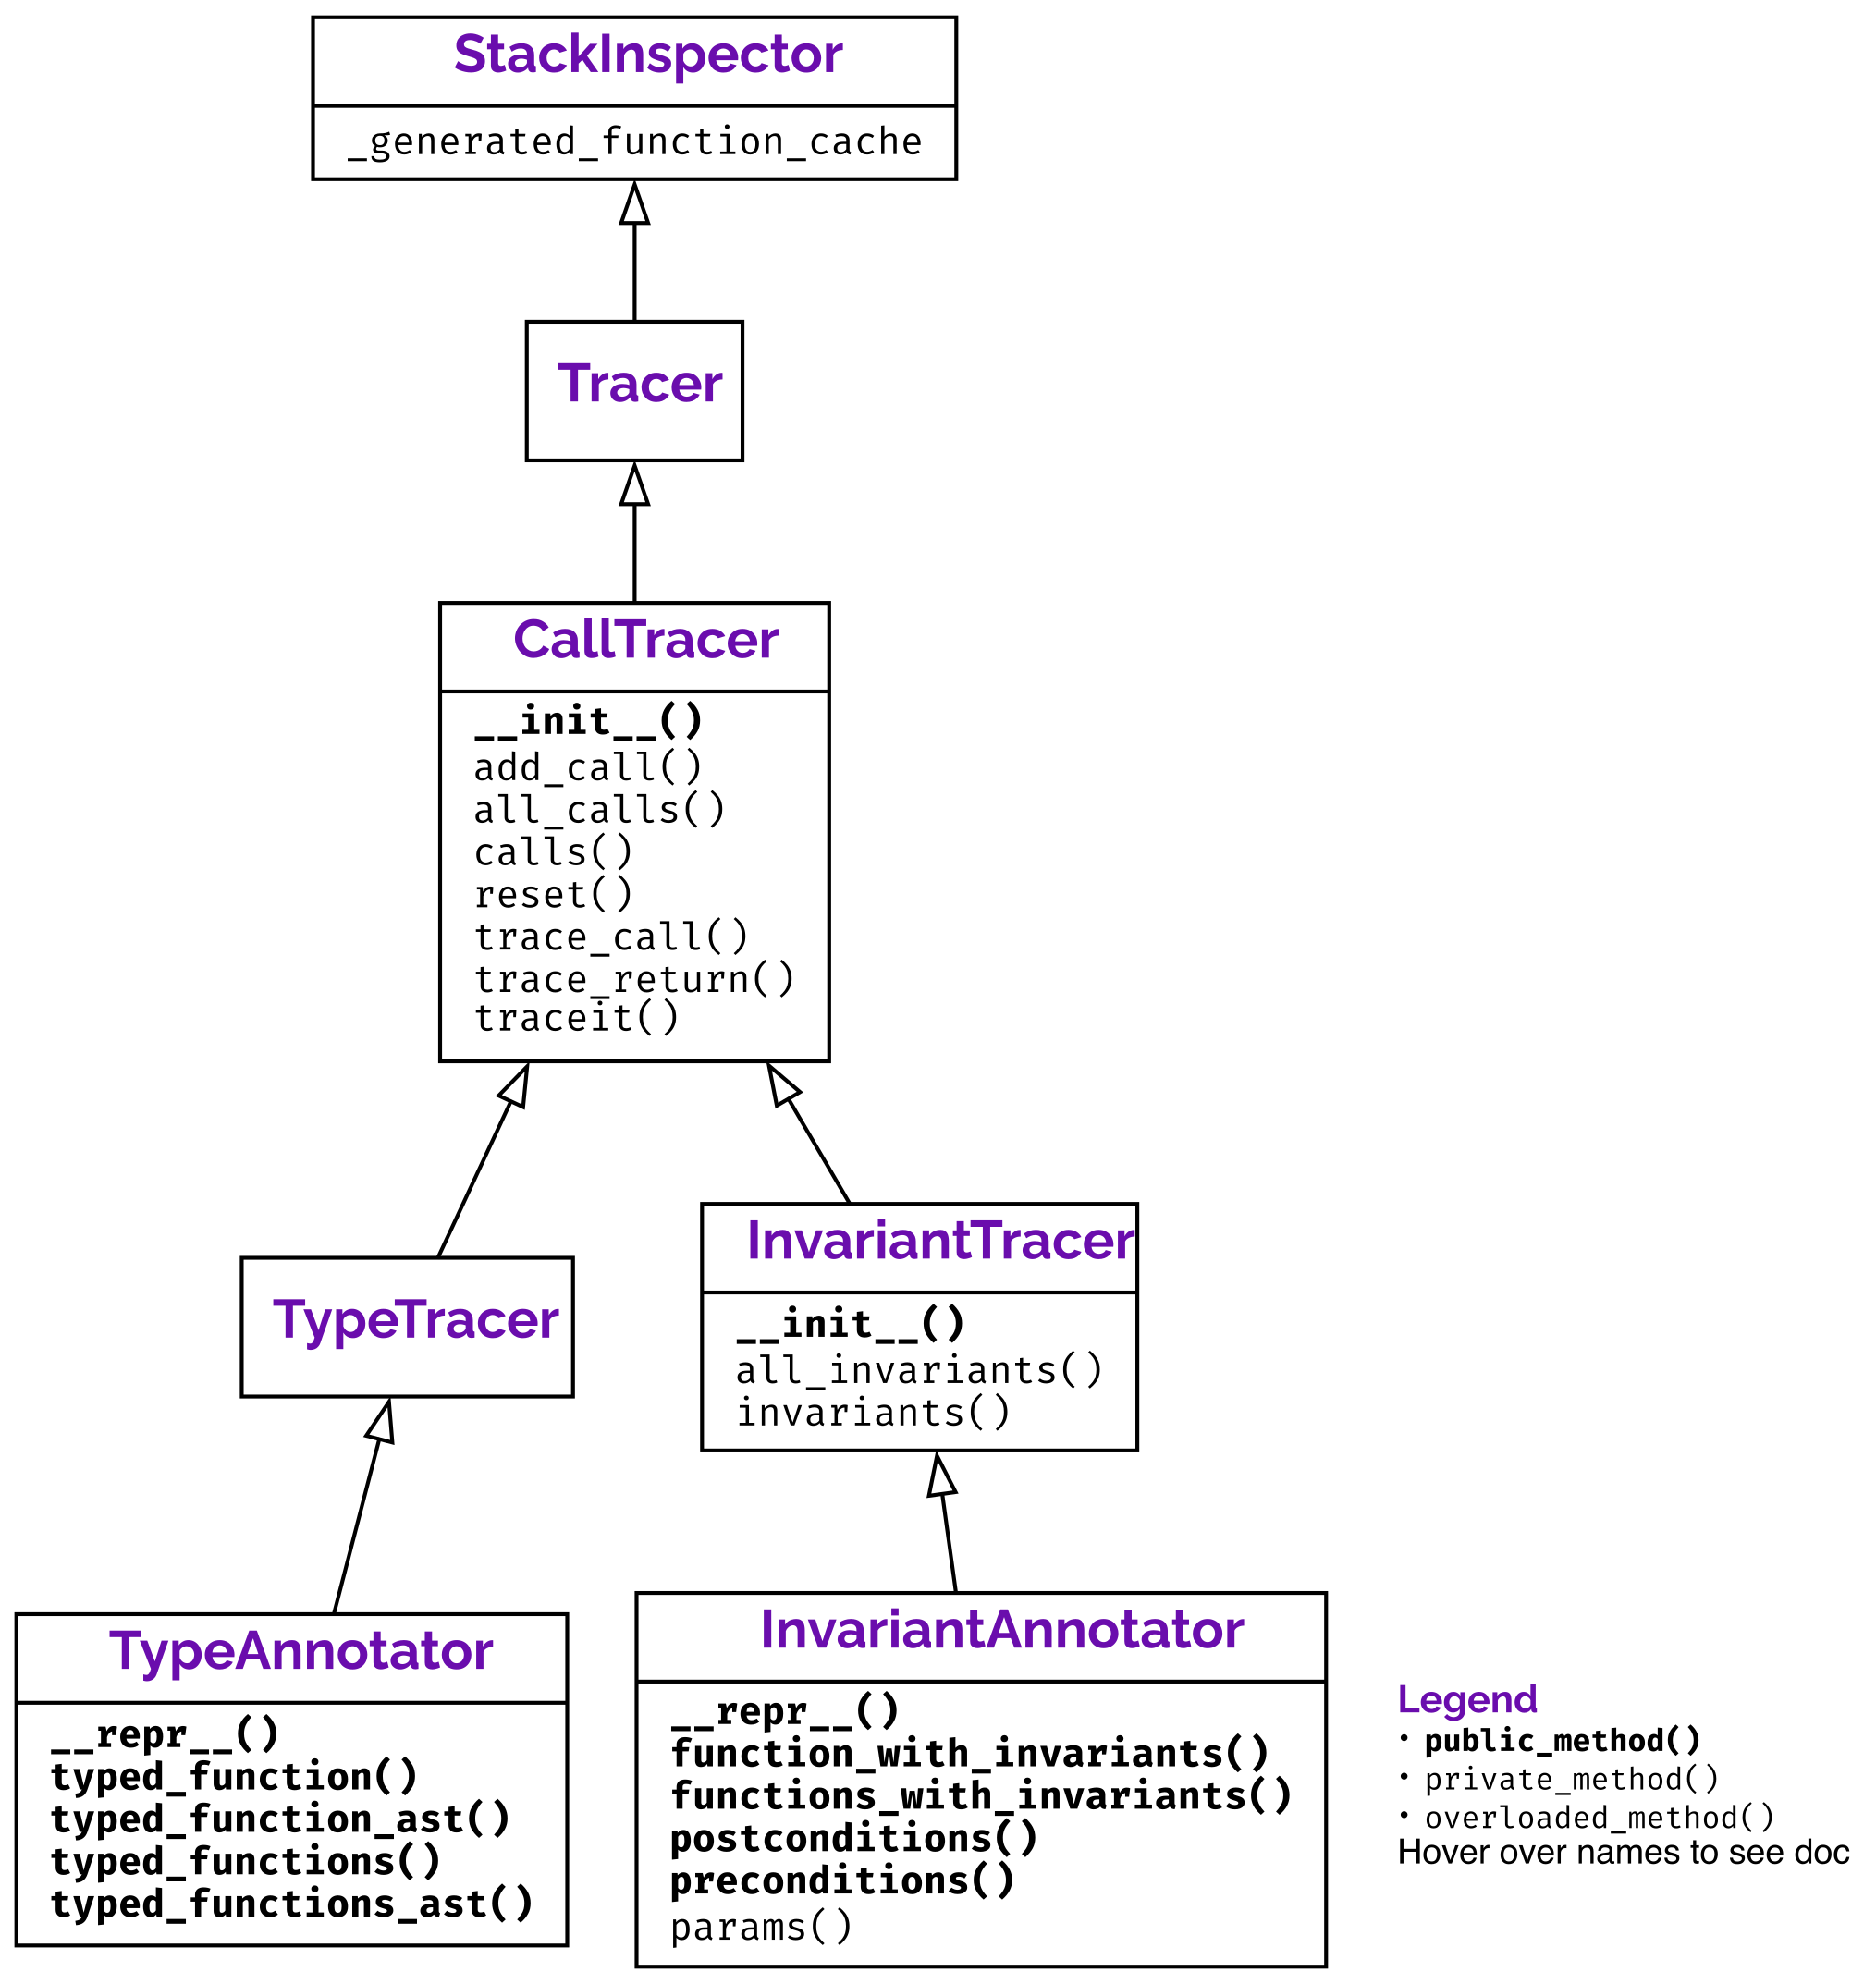 StackInspector
_generated_function_cache
Tracer
CallTracer
__init__()
add_call()
all_calls()
calls()
reset()
trace_call()
trace_return()
traceit()
TypeTracer
InvariantTracer
__init__()
all_invariants()
invariants()
TypeAnnotator
__repr__()
typed_function()
typed_function_ast()
typed_functions()
typed_functions_ast()
InvariantAnnotator
__repr__()
function_with_invariants()
functions_with_invariants()
postconditions()
preconditions()
params()
Legend
• public_method()
• private_method()
• overloaded_method()
Hover over names to see doc